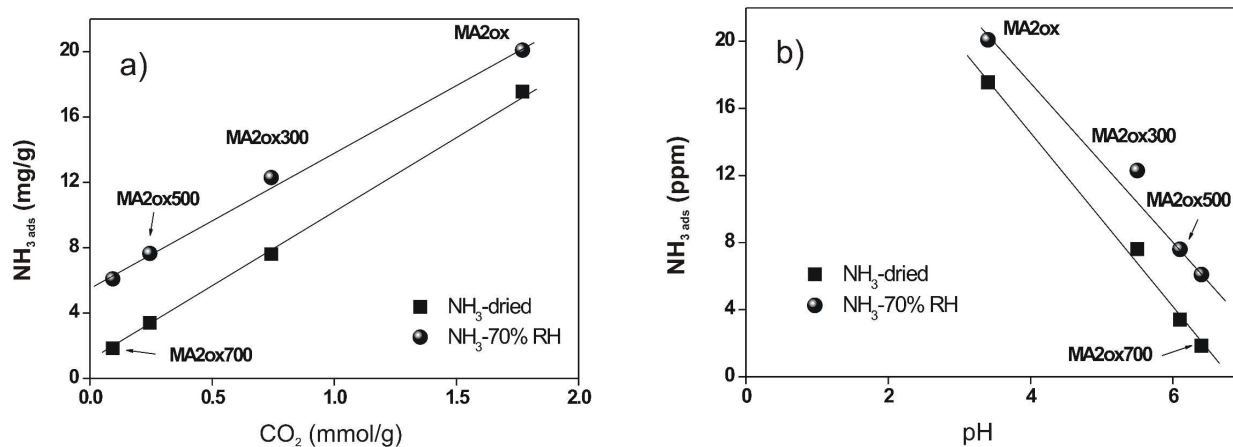 a)
20
16
12
8
4
0
NH3 ads (mg/g)
MA2ox
MA2ox300
MA2ox500
MA2ox700
NH3-dried
NH3-70% RH
0.0 0.5 1.0 1.5 2.0
CO2 (mmol/g)
b)
20
16
12
8
4
0
NH3 ads (ppm)
MA2ox
MA2ox300
MA2ox500
NH3-dried
NH3-70% RH
MA2ox700
0 2 4 6
pH